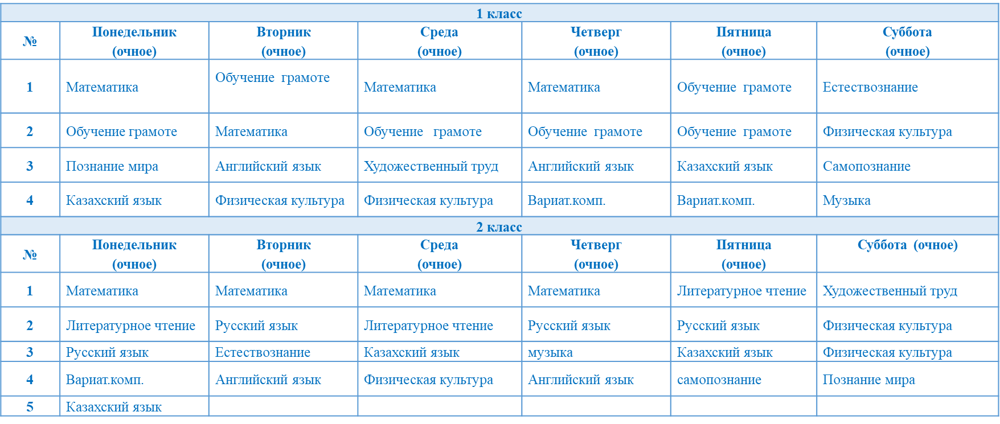 1 класс
№ Понедельник (очное) Вторник (очное) Среда (очное) Четверг (очное) Пятница (очное) Суббота (очное)
1 Математика Обучение грамоте Математика Математика Обучение грамоте Естествознание
2 Обучение грамоте Математика Обучение грамоте Обучение грамоте Обучение грамоте Физическая культура
3 Познание мира Английский язык Художественный труд Английский язык Казахский язык Самопознание
4 Казахский язык Физическая культура Физическая культура Вариат.комп. Вариат.комп. Музыка
2 класс
№ Понедельник (очное) Вторник (очное) Среда (очное) Четверг (очное) Пятница (очное) Суббота (очное)
1 Математика Математика Математика Математика Литературное чтение Художественный труд
2 Литературное чтение Русский язык Литературное чтение Русский язык Русский язык Физическая культура
3 Русский язык Естествознание Казахский язык музыка Казахский язык Физическая культура
4 Вариат.комп. Английский язык Физическая культура Английский язык самопознание Познание мира
5 Казахский язык